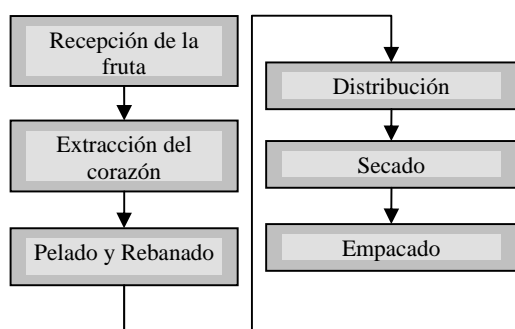 Recepción de la
fruta
Extracción del
corazón
Pelado y Rebanado
Distribución
Secado
Empacado